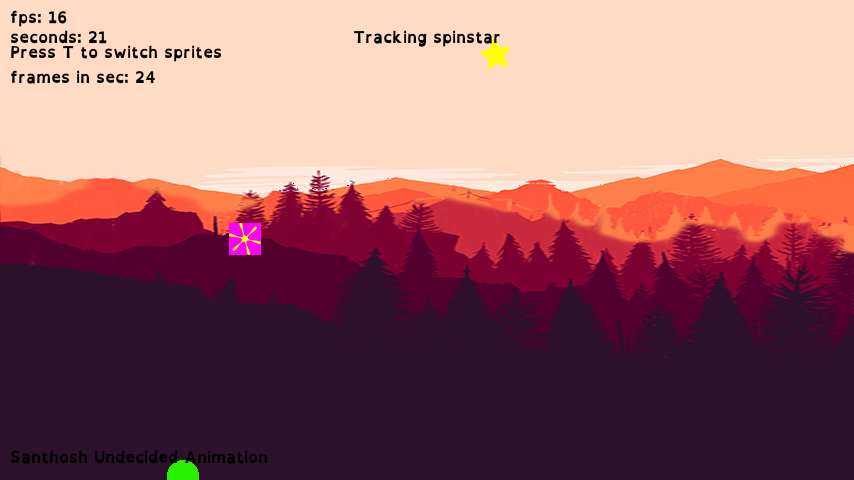 fps: 16
seconds: 21
Press T to switch sprites
frames in sec: 24
Tracking spinstar
Santhosh Undecided Animation